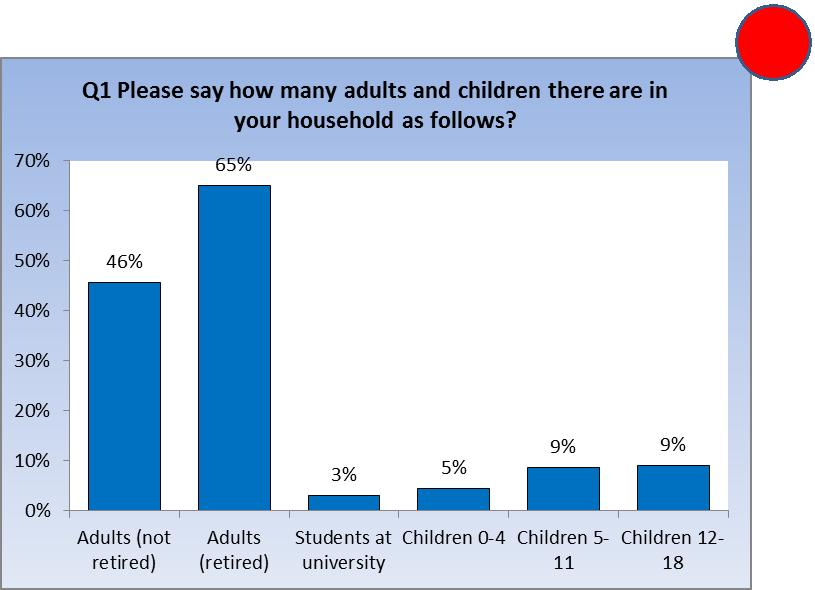 Q1 Please say how many adults and children there are in
your household as follows?
70%
60%
50%
40%
30%
20%
10%
0%
46%
65%
3%
5%
9%
9%
Adults (not
retired)
Adults
(retired)
Students at
university
Children 0-4
Children 5-
11
Children 12-
18